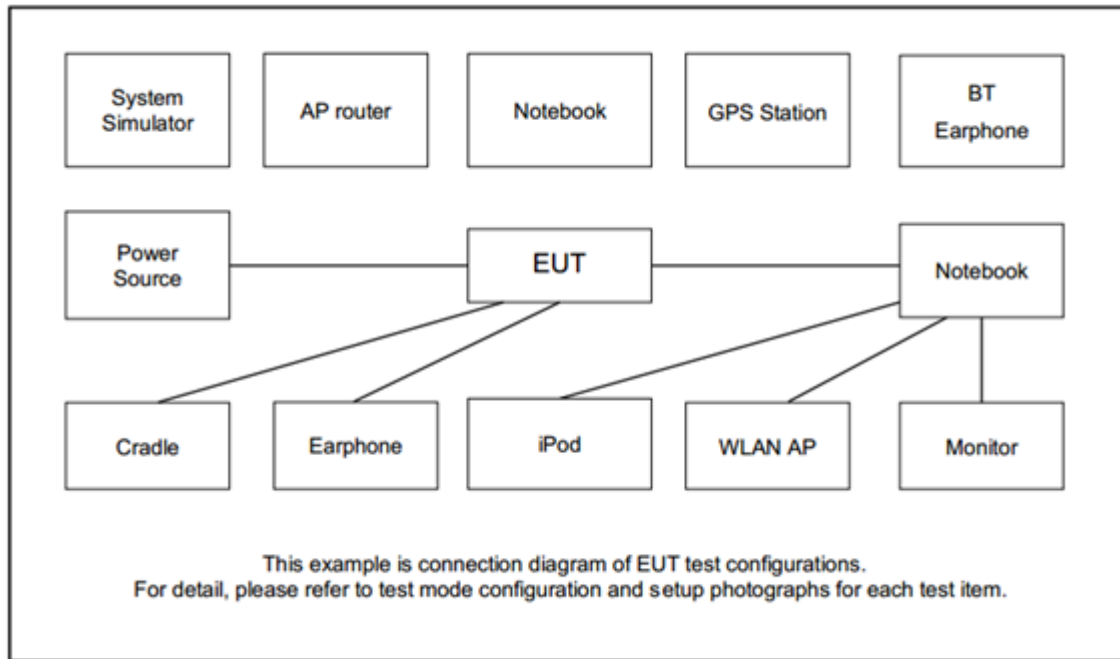 System
Simulator
AP router
Notebook
GPS Station
BT
Earphone
Power
Source
EUT
Notebook
Cradle
Earphone
iPod
WLAN AP
Monitor
This example is connection diagram of EUT test configurations.
For detail, please refer to test mode configuration and setup photographs for each test item.